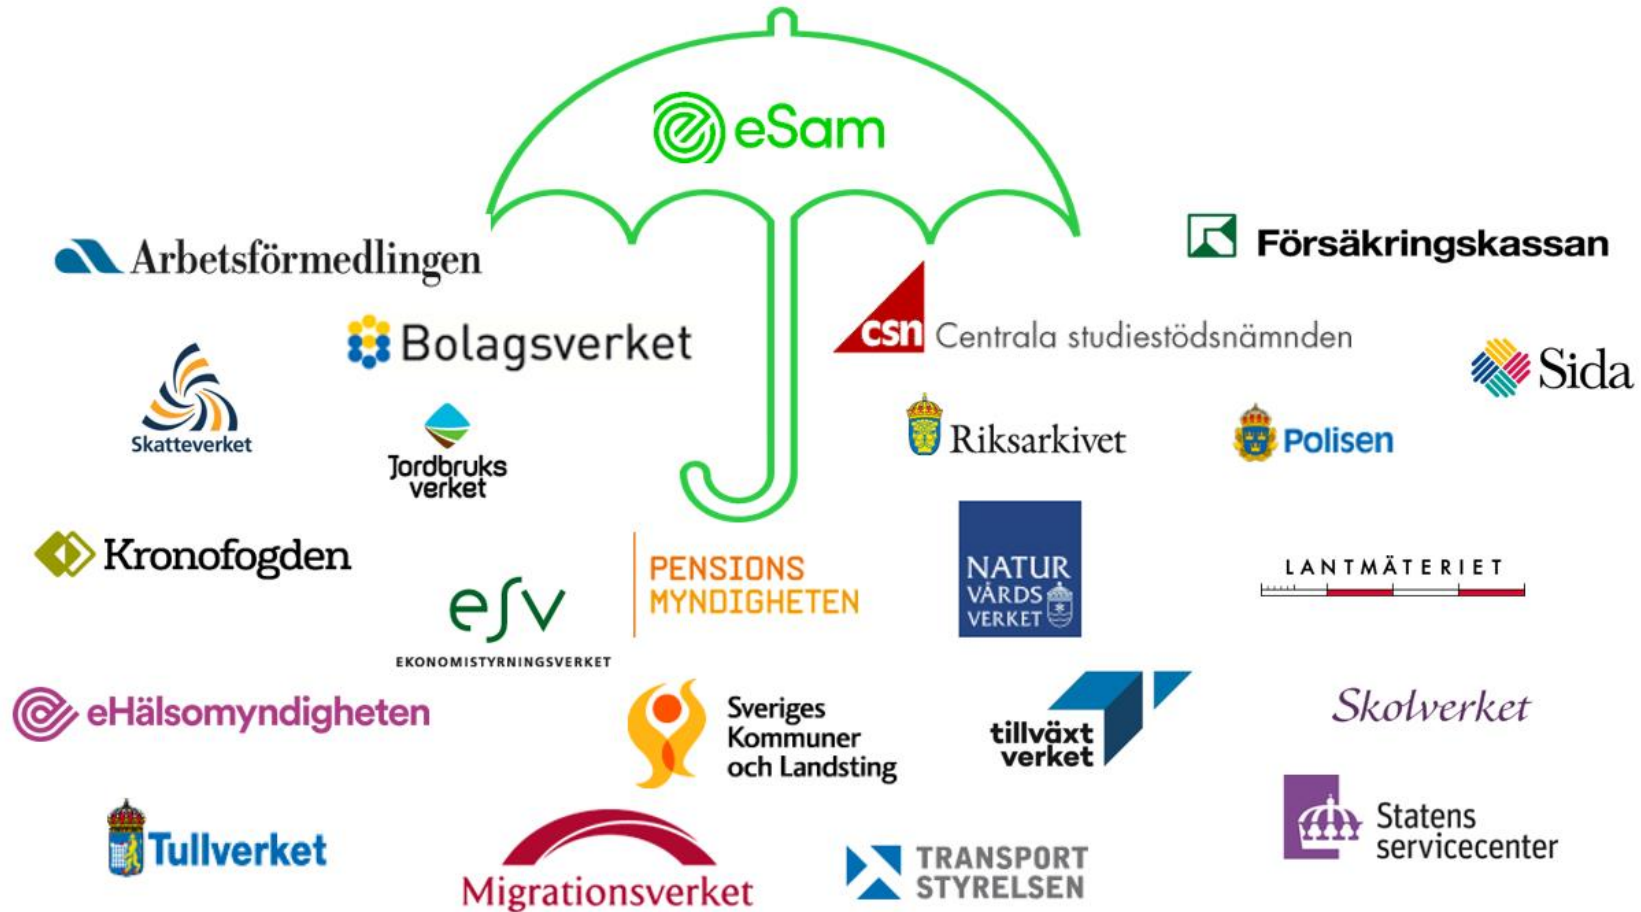 eSam
Arbetsförmedlingen
Försäkringskassan
Bolagsverket
csn Centrala studiestödsnämnden
Sida
Skatteverket
Jordbruks
verket
Riksarkivet
Polisen
Kronofogden
esv
EKONOMISTYRNINGSVERKET
PENSIONS
MYNDIGHETEN
NATUR
VÅRDS
VERKET
LANTMÄTERIET
eHälsomyndigheten
Sveriges
Kommuner
och Landsting
tillväxt
verket
Skolverket
Tullverket
Migrationsverket
TRANSPORT
STYRELSEN
Statens
servicecenter